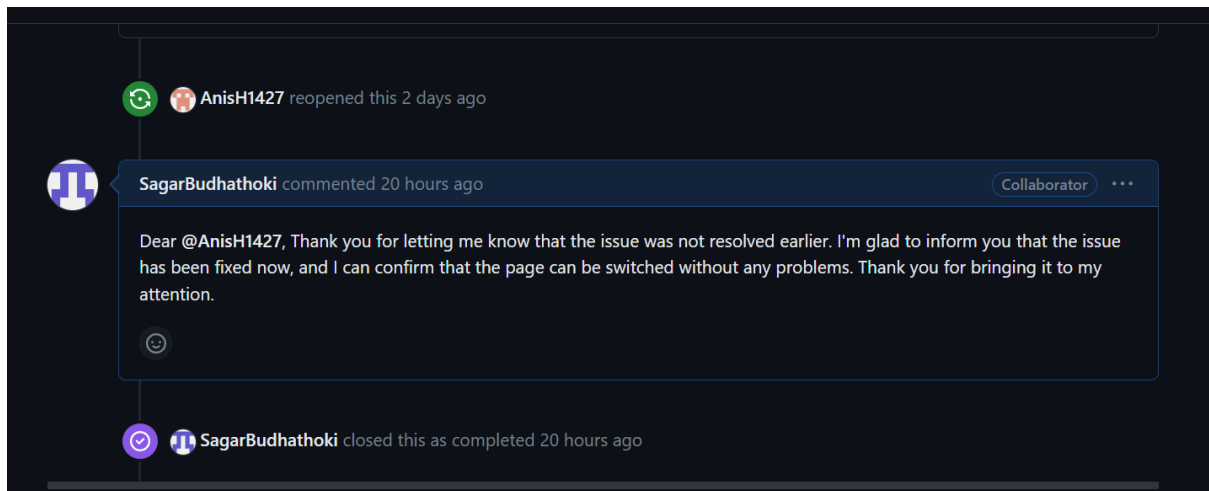 AnisH1427 reopened this 2 days ago
SagarBudhathoki commented 20 hours ago Collaborator ···
Dear @AnisH1427, Thank you for letting me know that the issue was not resolved earlier. I'm glad to inform you that the issue
has been fixed now, and I can confirm that the page can be switched without any problems. Thank you for bringing it to my
attention.
SagarBudhathoki closed this as completed 20 hours ago